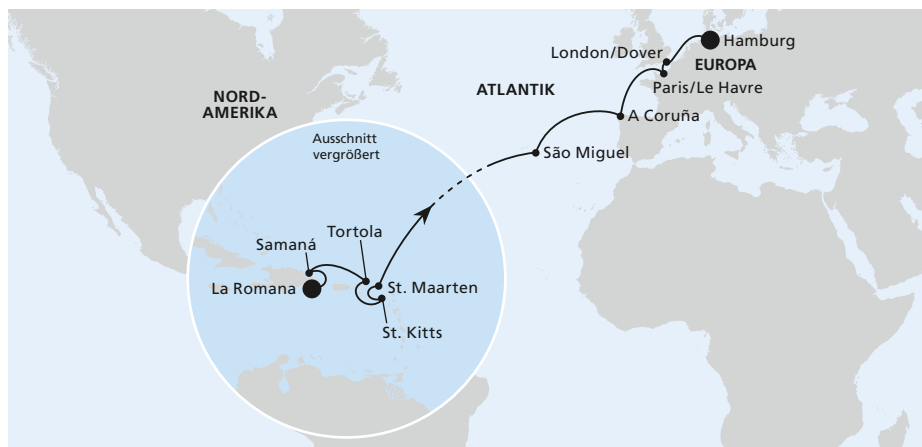 London/Dover
Hamburg
EUROPA
Paris/Le Havre
NORD-
AMERIKA
ATLANTIK
A Coruña
Ausschnitt
vergrößert
São Miguel
Tortola
Samaná
La Romana
St. Maarten
St. Kitts